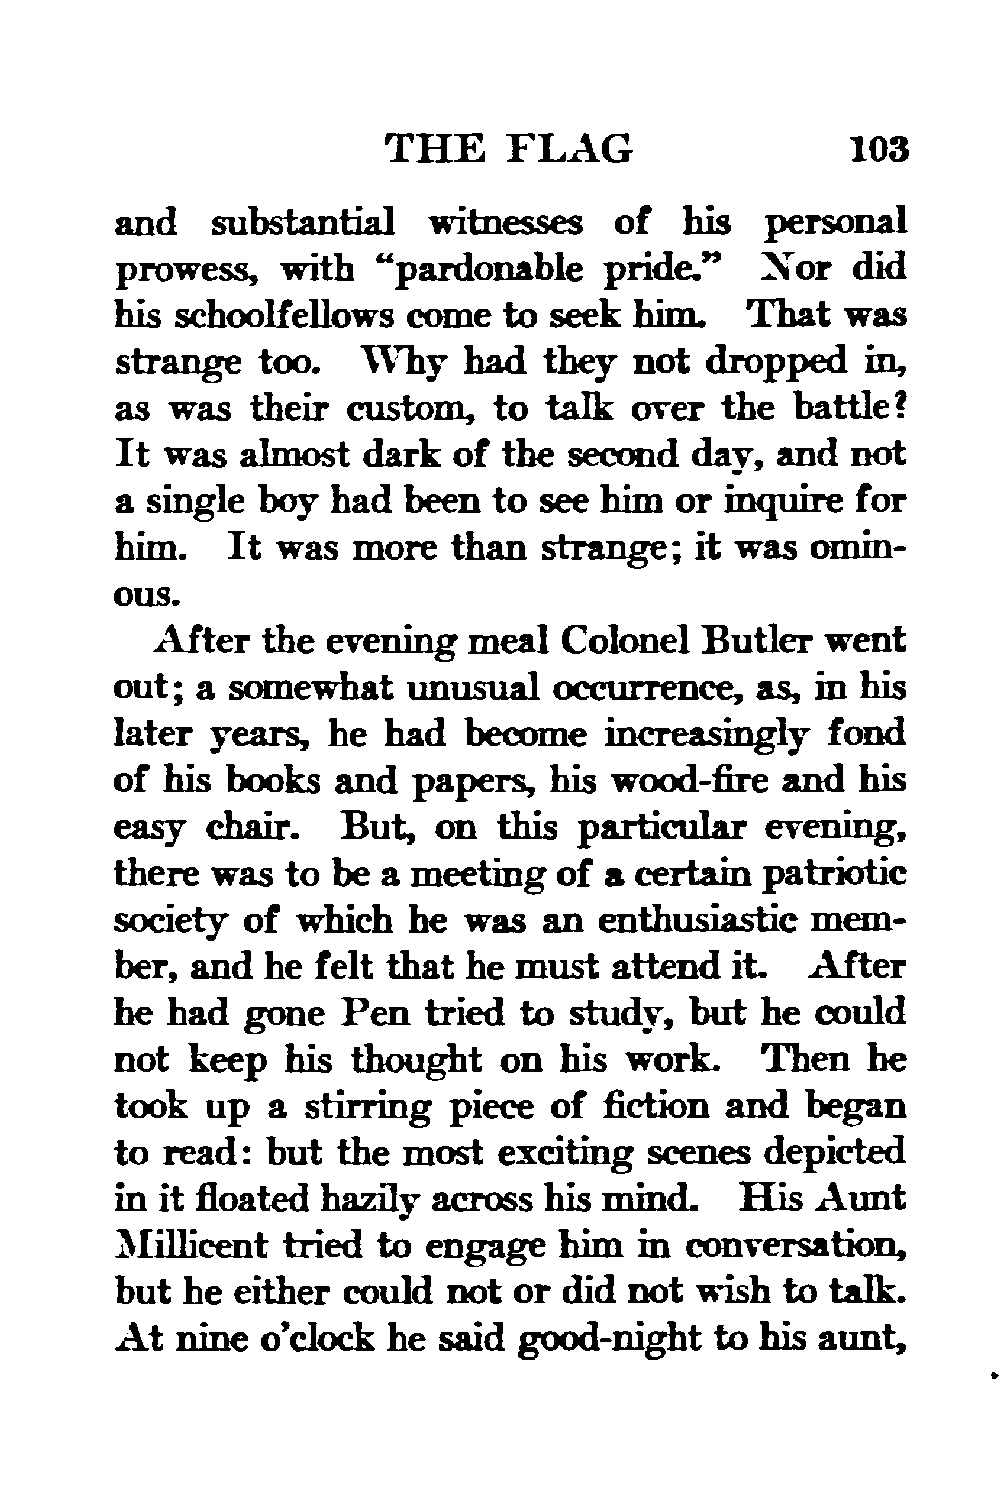 THE FLAG 103
and substantial witnesses of his personal
prowess, with “pardonable pride.” Nor did
his schoolfellows come to seek him. That was
strange too. Why had they not dropped in,
as was their custom, to talk over the battle?
It was almost dark of the second day, and not
a single boy had been to see him or inquire for
him. It was more than strange; it was omin-
ous.
After the evening meal Colonel Butler went
out; a somewhat unusual occurrence, as, in his
later years, he had become increasingly fond
of his books and papers, his wood-fire and his
easy chair. But, on this particular evening,
there was to be a meeting of a certain patriotic
society of which he was an enthusiastic mem-
ber, and he felt that he must attend it. After
he had gone Pen tried to study, but he could
not keep his thought on his work. Then he
took up a stirring piece of fiction and began
to read: but the most exciting scenes depicted
in it floated hazily across his mind. His Aunt
Millicent tried to engage him in conversation,
but he either could not or did not wish to talk.
At nine o’clock he said good-night to his aunt,